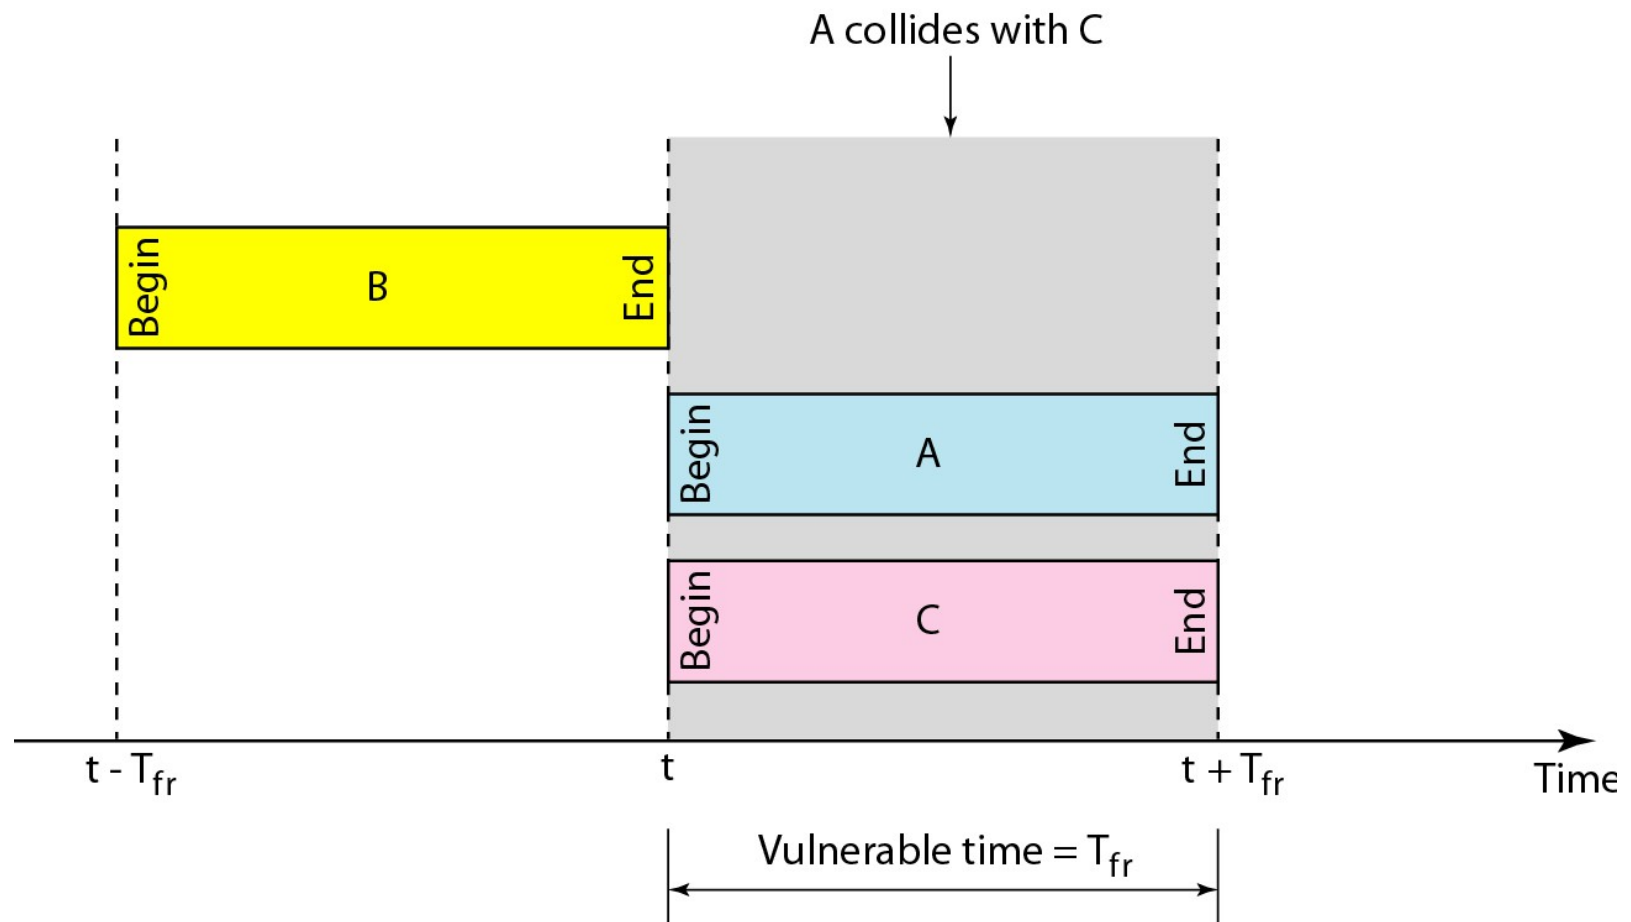 A collides with C
Begin B End
Begin A End
Begin C End
t - Tfr t t + Tfr Time
Vulnerable time = Tfr